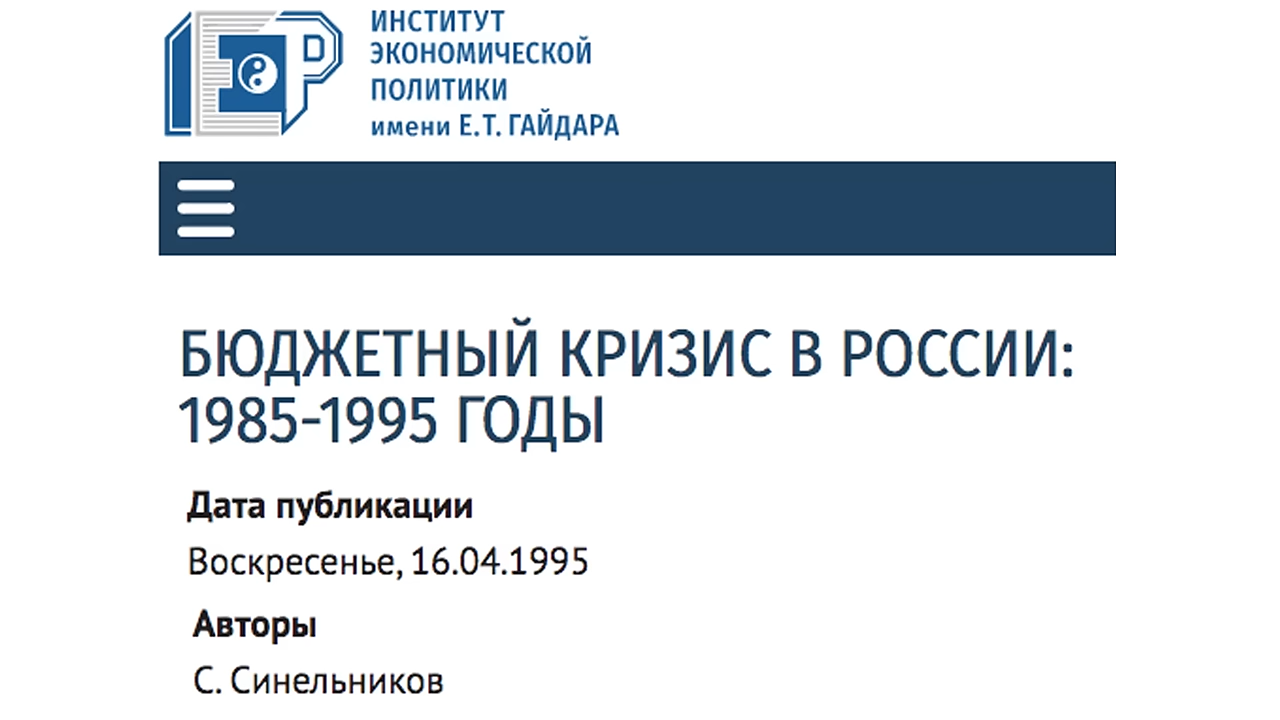 ИНСТИТУТ
ЭКОНОМИЧЕСКОЙ
ПОЛИТИКИ
имени Е.Т. ГАЙДАРА
БЮДЖЕТНЫЙ КРИЗИС В РОССИИ:
1985-1995 ГОДЫ
Дата публикации
Воскресенье, 16.04.1995
Авторы
С. Синельников